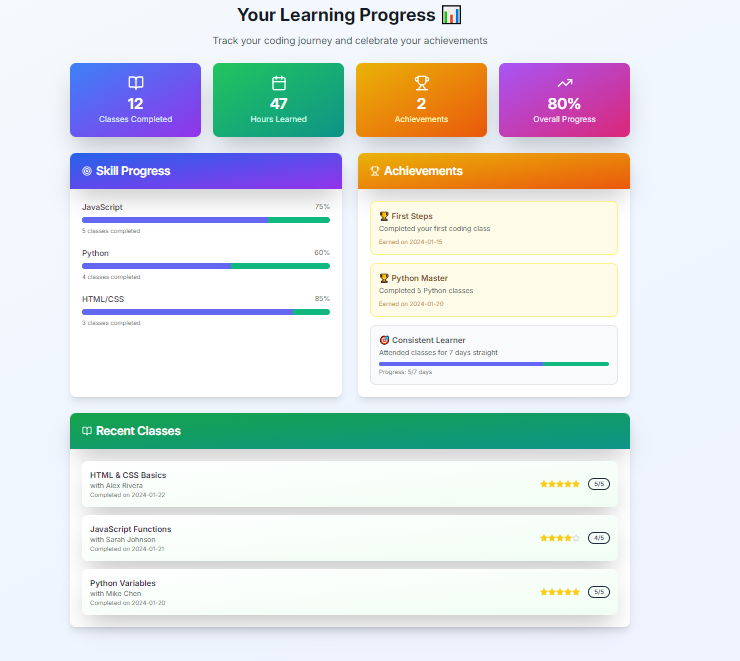 Your Learning Progress 📊
Track your coding journey and celebrate your achievements
12
Classes Completed
47
Hours Learned
2
Achievements
80%
Overall Progress
Skill Progress
JavaScript 75%
5 classes completed
Python 60%
4 classes completed
HTML/CSS 85%
3 classes completed
Achievements
🏆 First Steps
Completed your first coding class
Earned on 2024-01-15
🏆 Python Master
Completed 5 Python classes
Earned on 2024-01-20
🎯 Consistent Learner
Attended classes for 7 days straight
Progress: 5/7 days
Recent Classes
HTML & CSS Basics
with Alex Rivera
Completed on 2024-01-22
5/5
JavaScript Functions
with Sarah Johnson
Completed on 2024-01-21
4/5
Python Variables
with Mike Chen
Completed on 2024-01-20
5/5